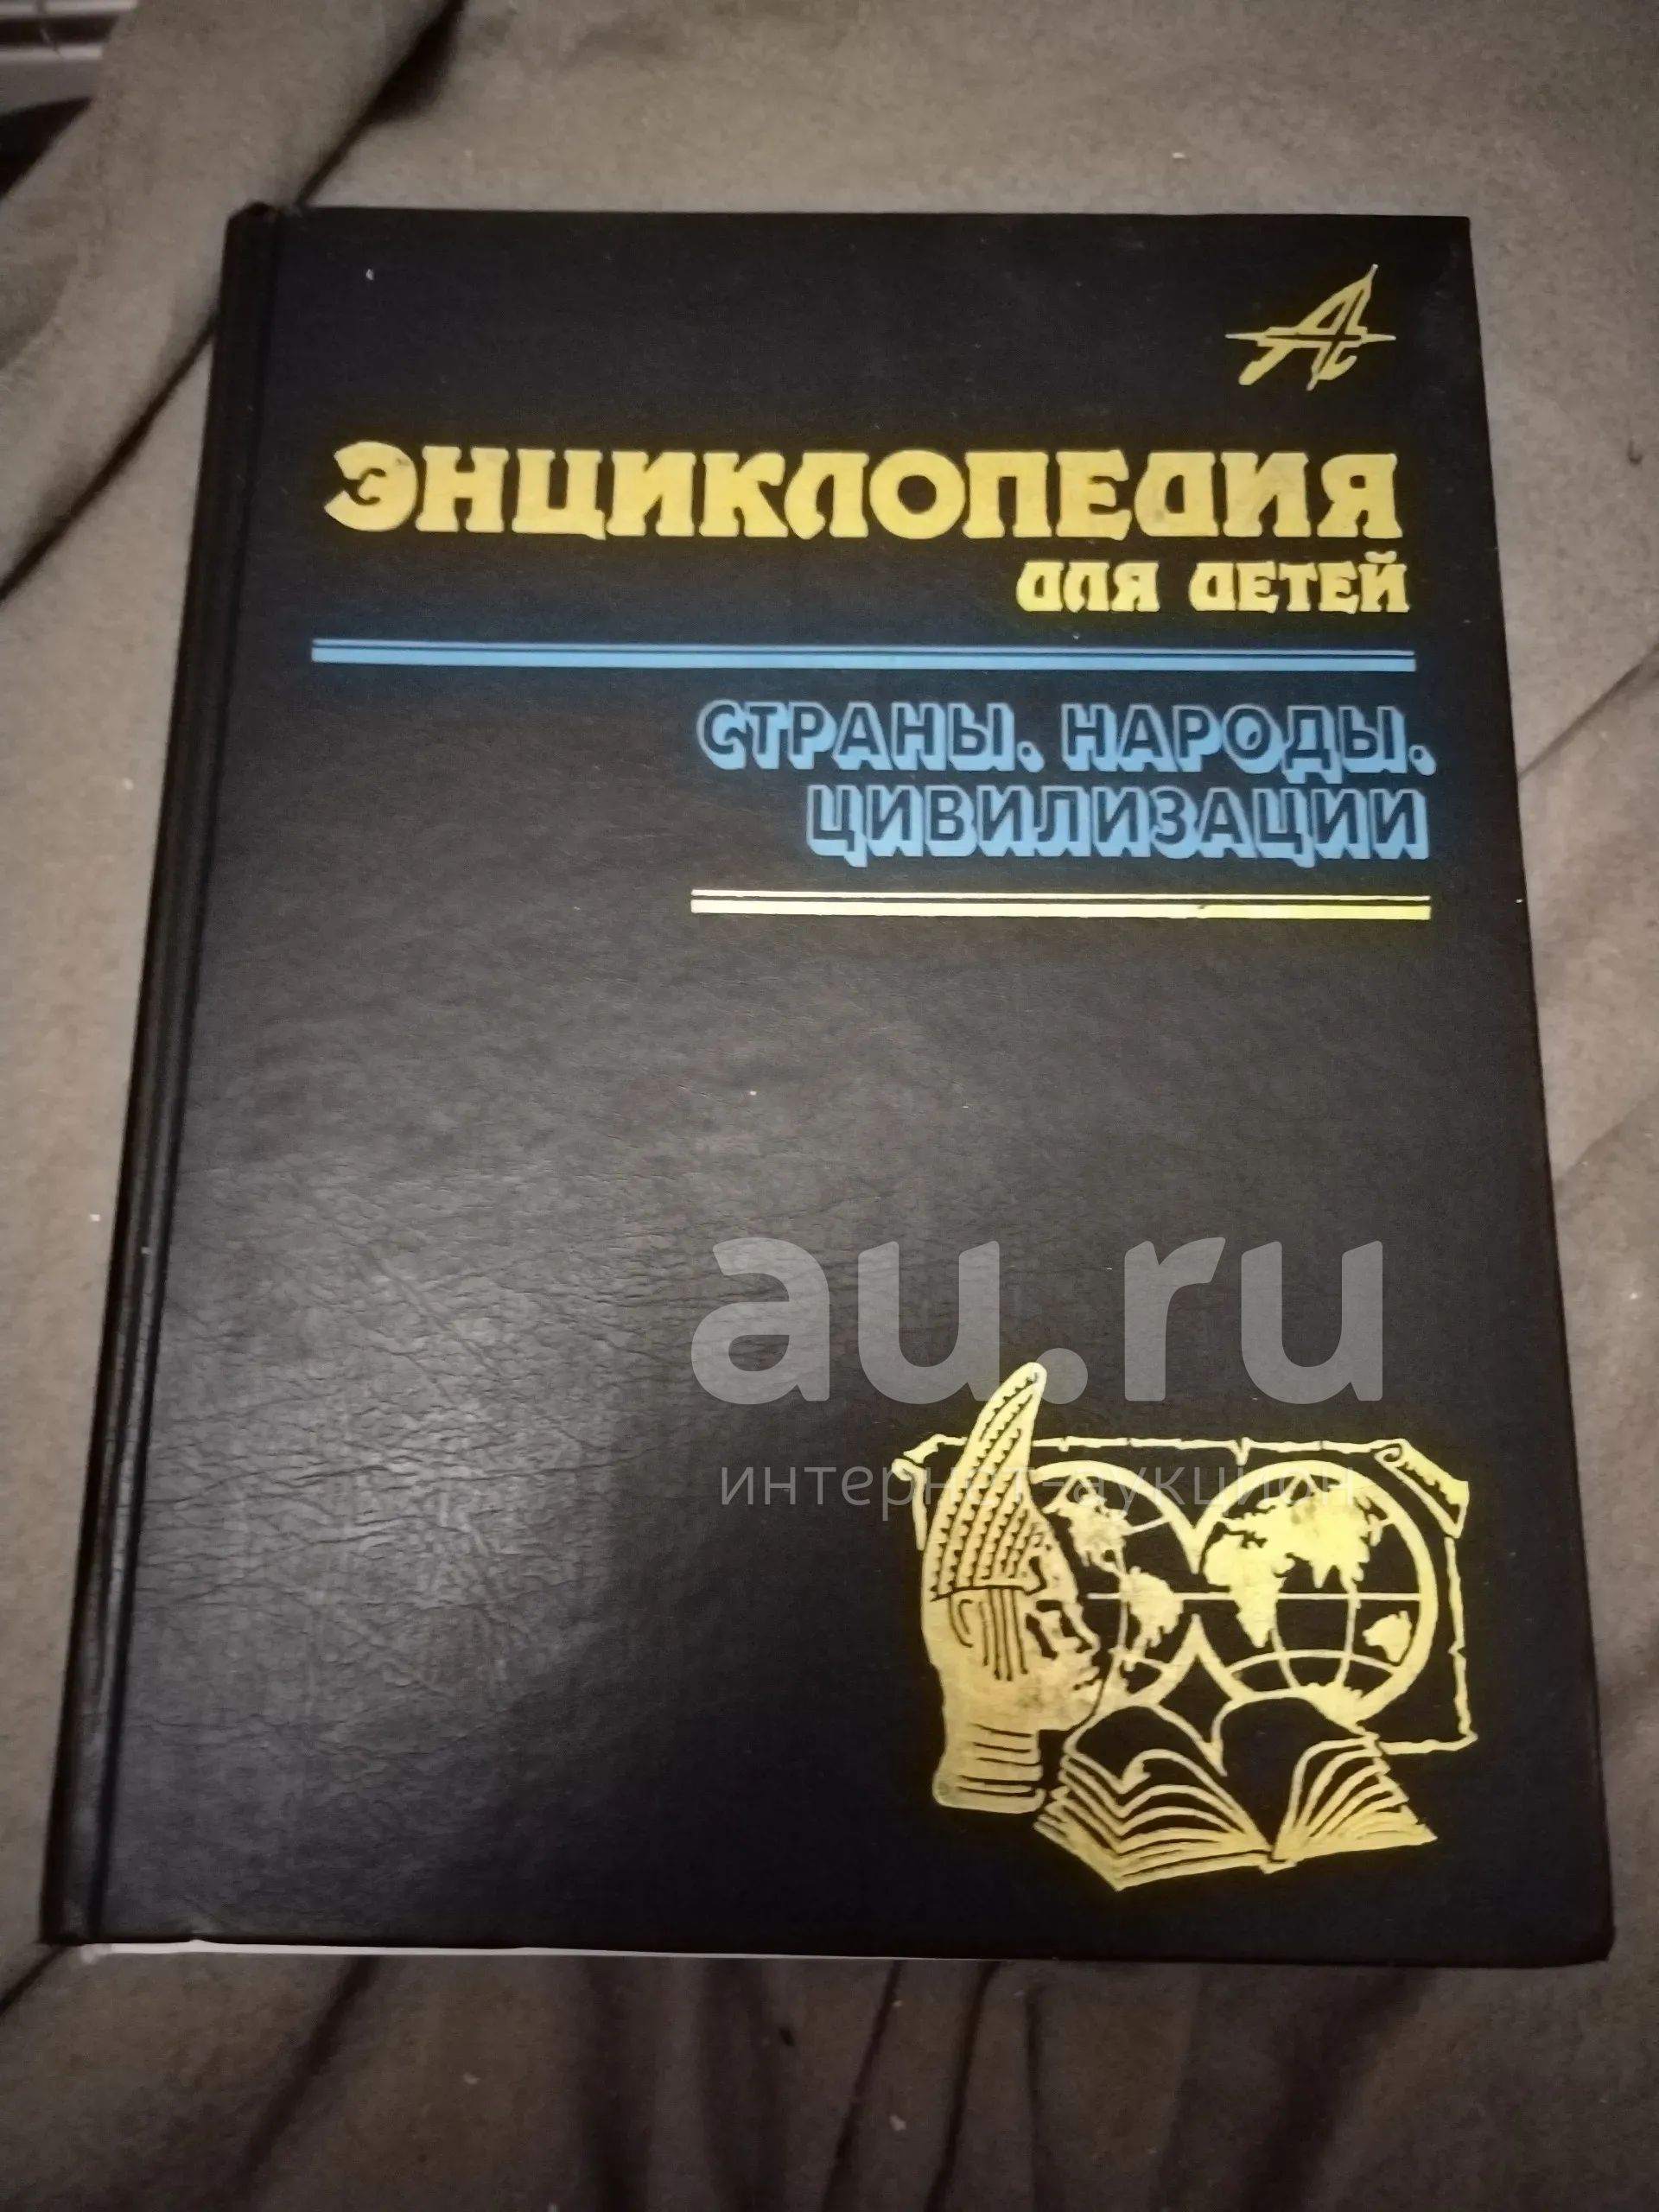 ЭНЦИКЛОПЕДИЯ
ДЛЯ ДЕТЕЙ
СТРАНЫ. НАРОДЫ.
ЦИВИЛИЗАЦИИ
au.ru
интернет-аукцион